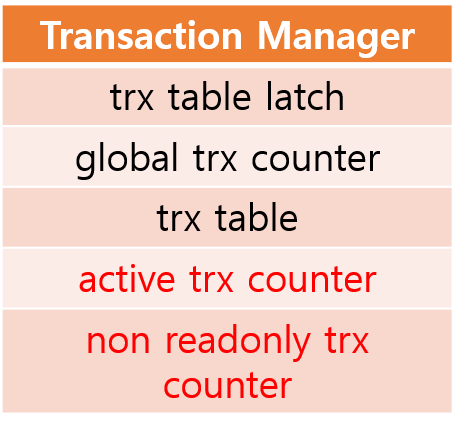 Transaction Manager
trx table latch
global trx counter
trx table
active trx counter
non readonly trx
counter